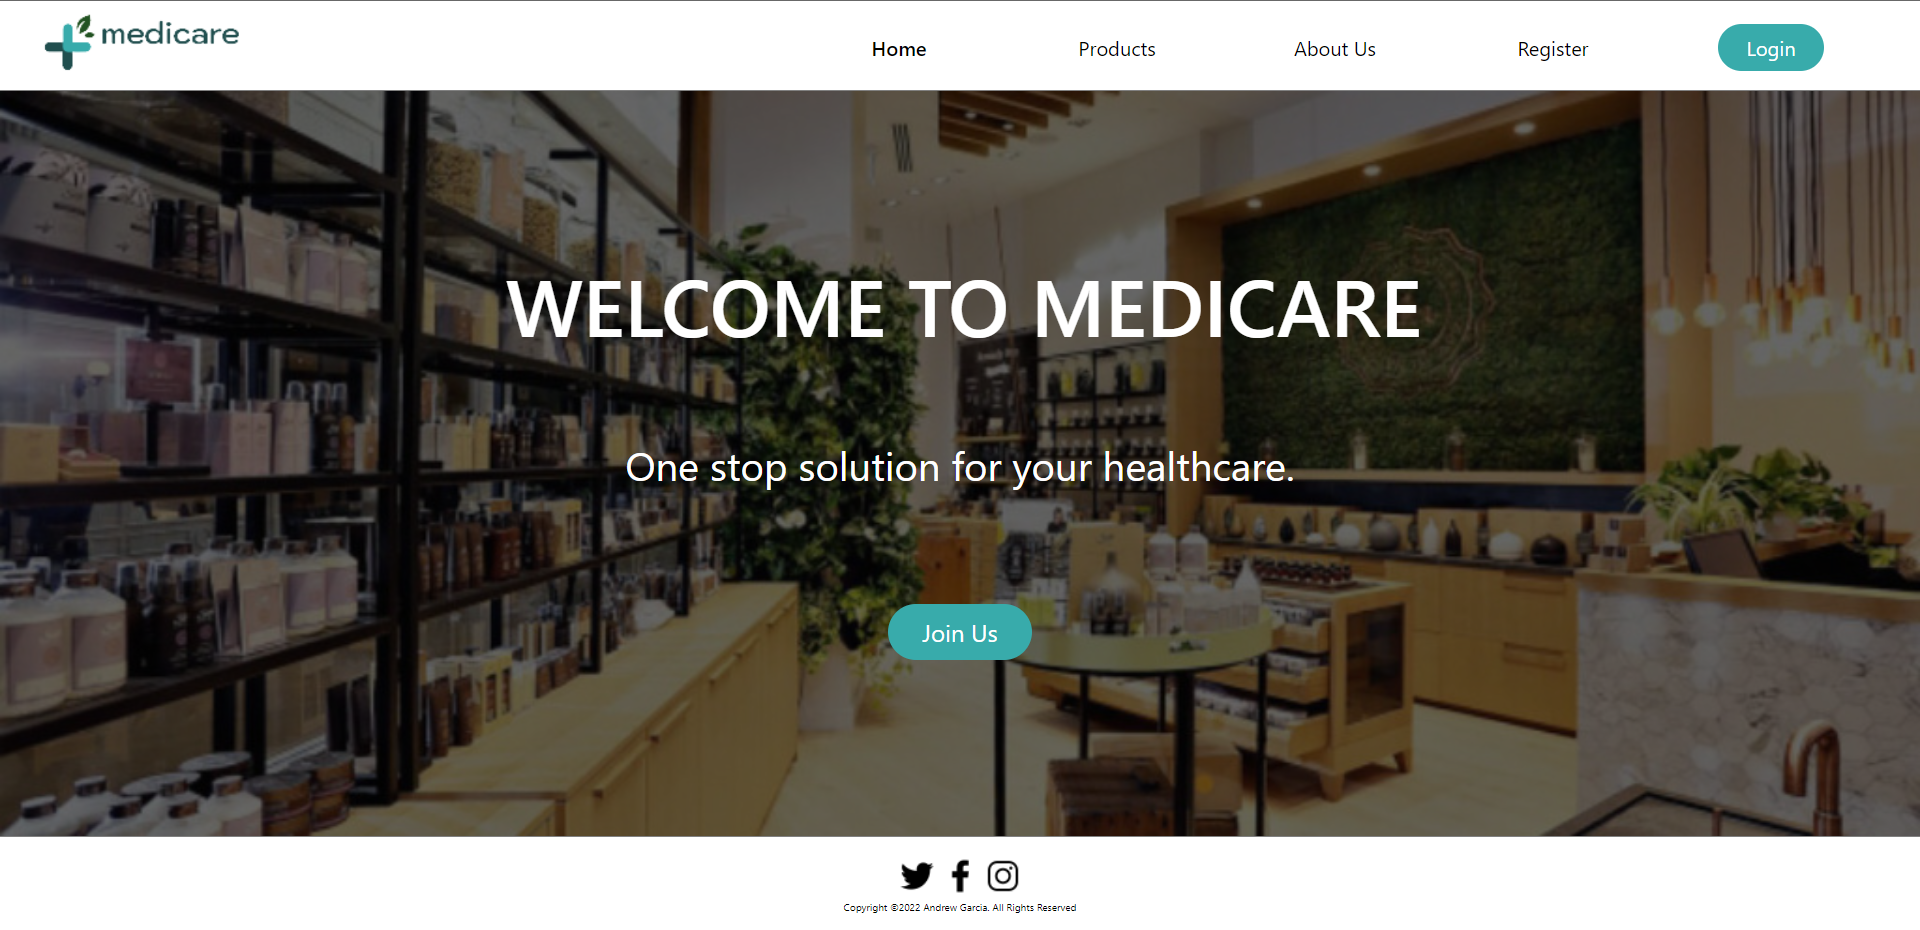 medicare
Home Products About Us Register Login
WELCOME TO MEDICARE
One stop solution for your healthcare.
Join Us
Copyright ©2022 Andrew Garcia. All Rights Reserved